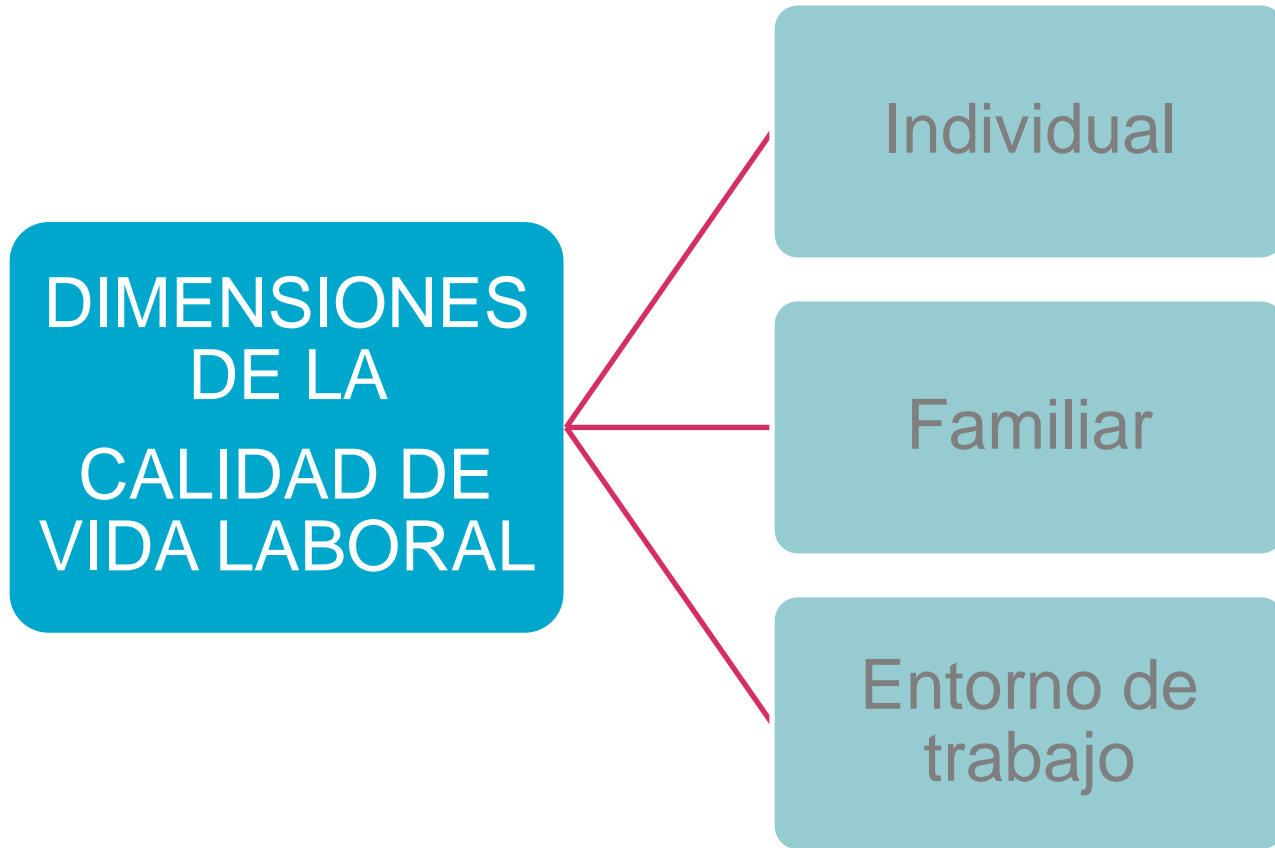 DIMENSIONES
DE LA
CALIDAD DE
VIDA LABORAL
Individual
Familiar
Entorno de
trabajo